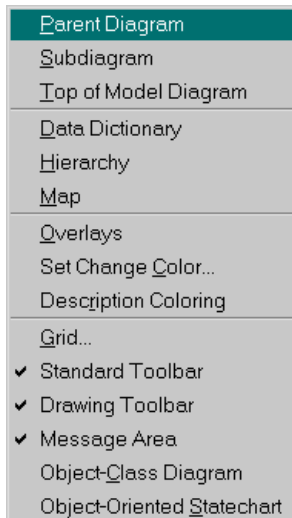 Parent Diagram
Subdiagram
Top of Model Diagram
Data Dictionary
Hierarchy
Map
Overlays
Set Change Color...
Description Coloring
Grid...
Standard Toolbar
Drawing Toolbar
Message Area
Object-Class Diagram
Object-Oriented Statechart